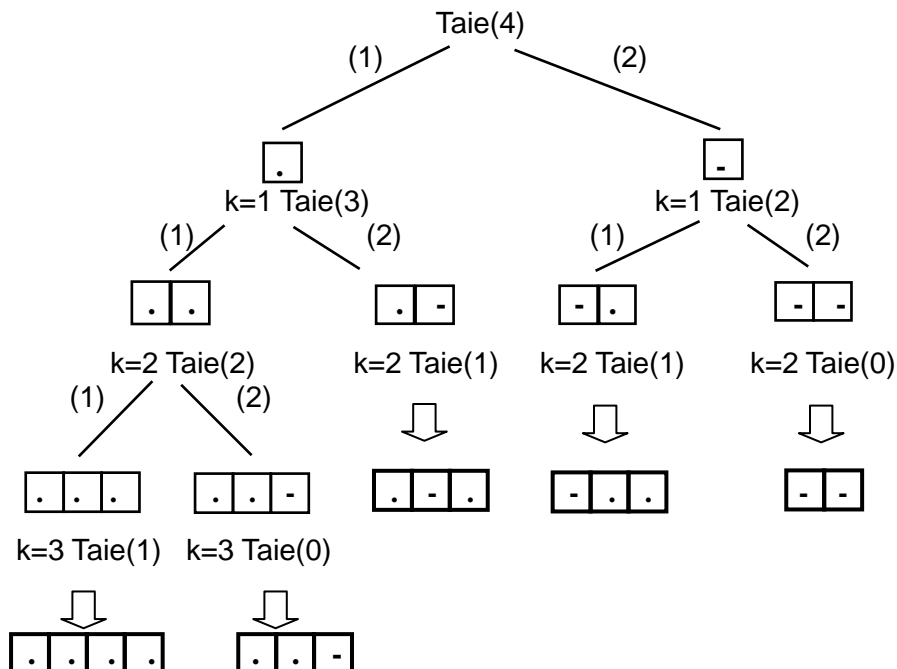 Taie(4)
(1) (2)
.
-
k=1 Taie(3) k=1 Taie(2)
(1) (2) (1) (2)
. . . - - . - -
k=2 Taie(2) k=2 Taie(1) k=2 Taie(1) k=2 Taie(0)
(1) (2)
. . . . . - . - . - . . - -
k=3 Taie(1) k=3 Taie(0)
. . . . . . -